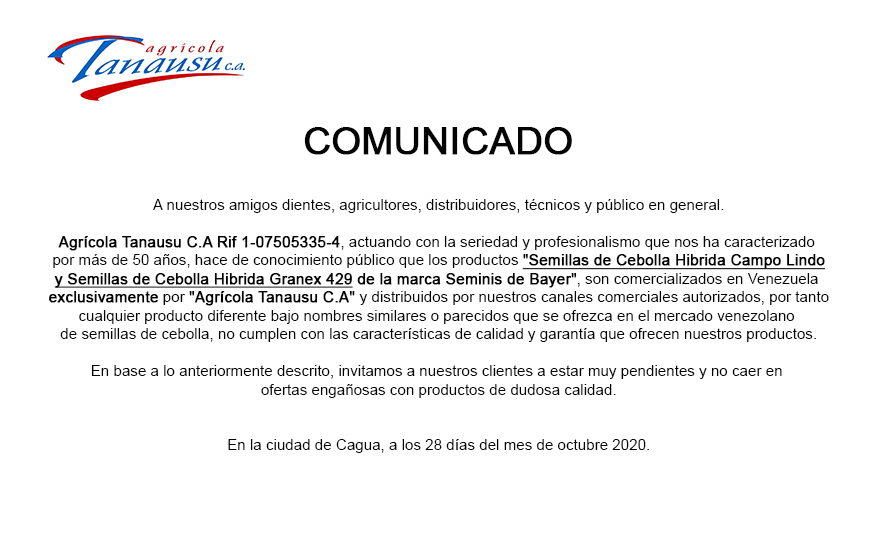 agrícola
Tanausu c.a.
COMUNICADO
A nuestros amigos dientes, agricultores, distribuidores, técnicos y público en general.
Agrícola Tanausu C.A Rif 1-07505335-4, actuando con la seriedad y profesionalismo que nos ha caracterizado
por más de 50 años, hace de conocimiento público que los productos "Semillas de Cebolla Hibrida Campo Lindo
y Semillas de Cebolla Hibrida Granex 429 de la marca Seminis de Bayer", son comercializados en Venezuela
exclusivamente por "Agrícola Tanausu C.A" y distribuidos por nuestros canales comerciales autorizados, por tanto
cualquier producto diferente bajo nombres similares o parecidos que se ofrezca en el mercado venezolano
de semillas de cebolla, no cumplen con las características de calidad y garantía que ofrecen nuestros productos.
En base a lo anteriormente descrito, invitamos a nuestros clientes a estar muy pendientes y no caer en
ofertas engañosas con productos de dudosa calidad.
En la ciudad de Cagua, a los 28 días del mes de octubre 2020.